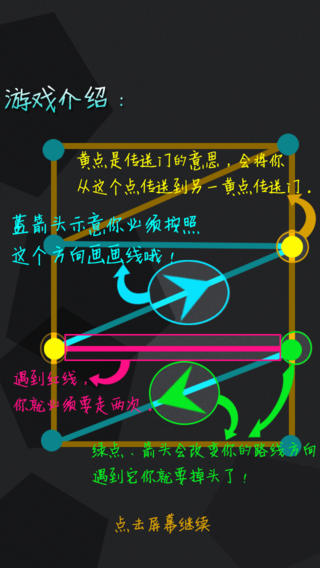 游戏介绍：
黄点是传送门的意思，会将你
从这个点传送到另一黄点传送门。
蓝箭头示意你必须按照
这个方向画画线哦！
遇到红线，
你就必须要走两次，
绿点：箭头会改变你的路线方向
遇到它你就要掉头了！
点击屏幕继续